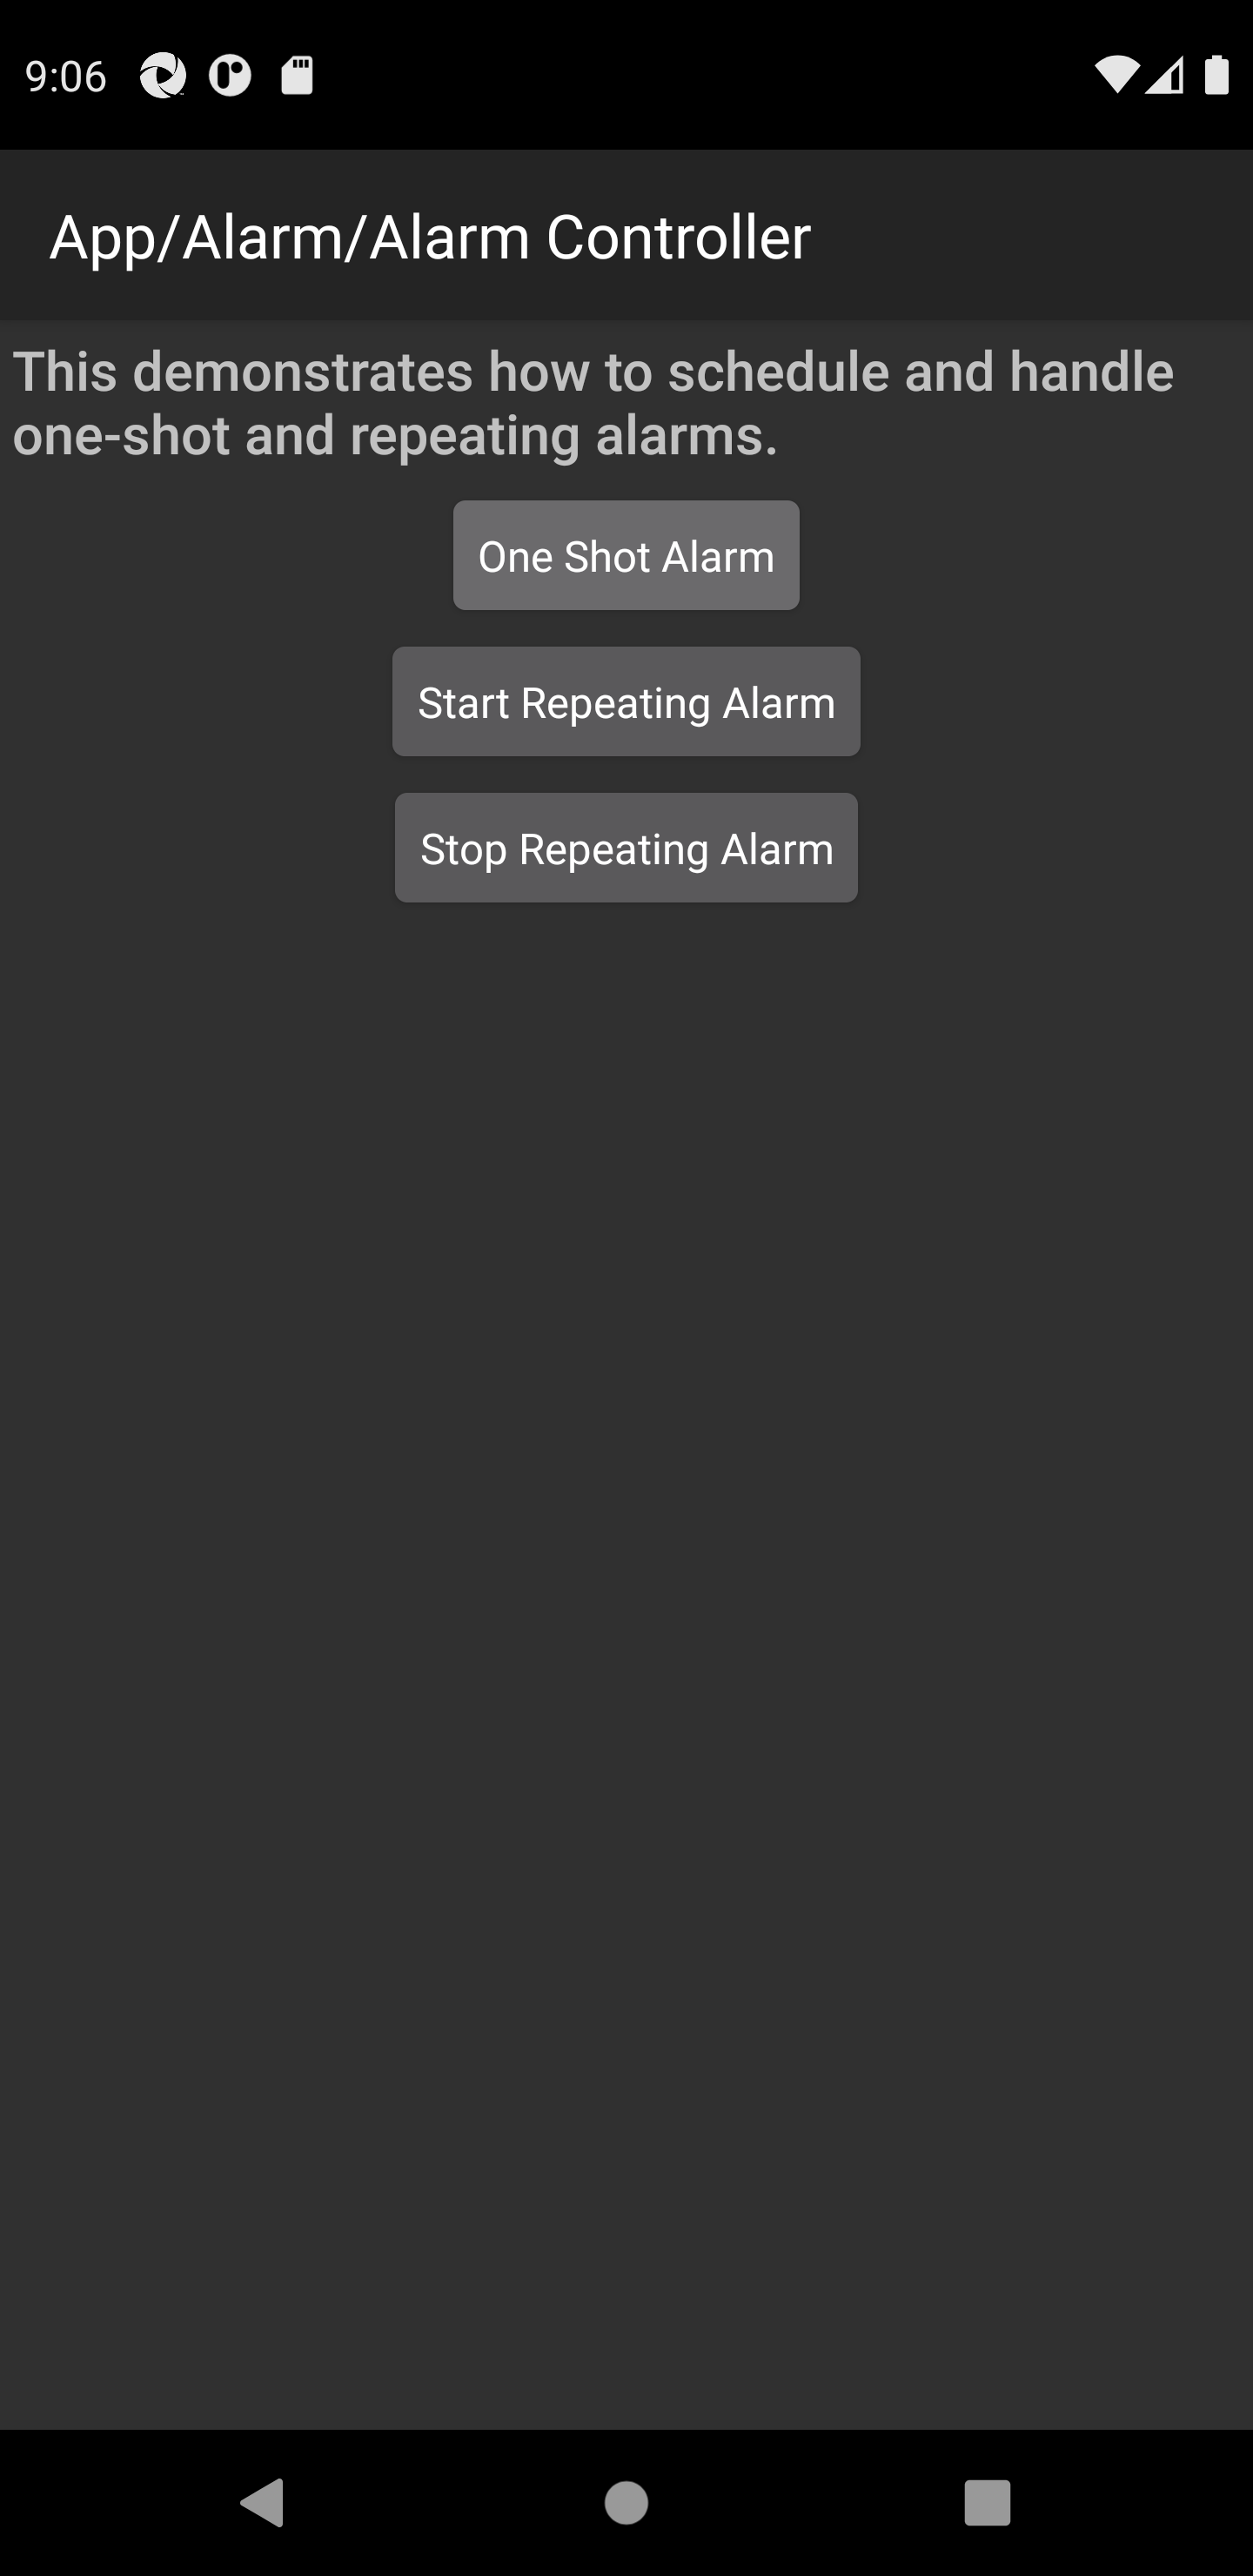 9:06
App/Alarm/Alarm Controller
This demonstrates how to schedule and handle
one-shot and repeating alarms.
One Shot Alarm
Start Repeating Alarm
Stop Repeating Alarm